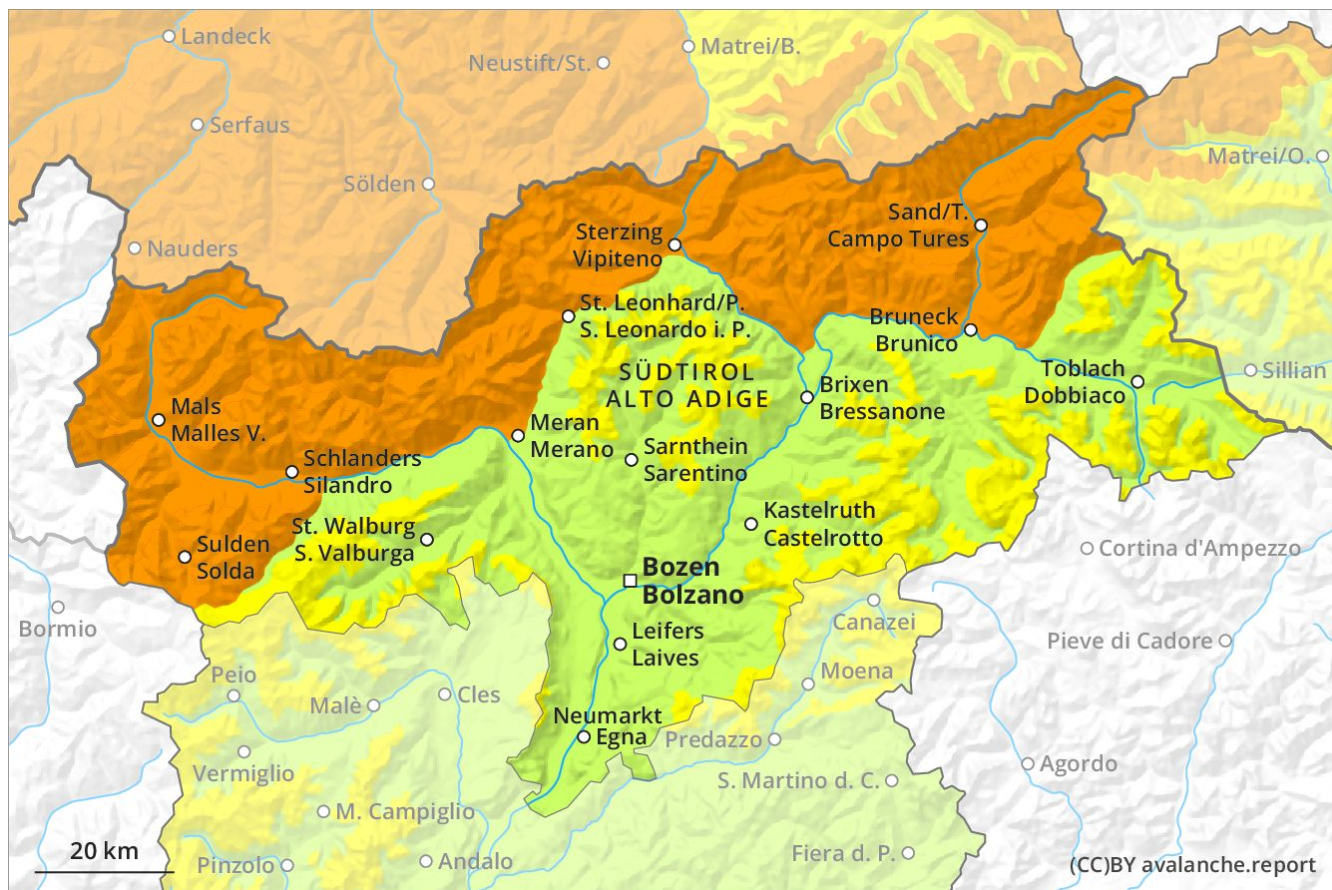 Landeck
Matrei/B.
Neustift/St.
Serfaus
Matrei/O.
Sölden
Sand/T.
Campo Tures
Sterzing
Vipiteno
Nauders
St. Leonhard/P.
S. Leonardo i. P.
Bruneck
Brunico
Toblach
Dobbiaco
Sillian
SÜDTIROL
ALTO ADIGE
Brixen
Bressanone
Mals
Malles V.
Meran
Merano
Sarnthein
Sarentino
Schlanders
Silandro
Kastelruth
Castelrotto
St. Walburg
S. Valburga
Sulden
Solda
Cortina d'Ampezzo
Bozen
Bolzano
Bormio
Canazei
Leifers
Laives
Pieve di Cadore
Peio
Moena
Malè
Cles
Neumarkt
Egna
Predazzo
Vermiglio
Agordo
S. Martino d. C.
M. Campiglio
20 km
Pinzolo
Andalo
Fiera d. P.
(CC)BY avalanche.report